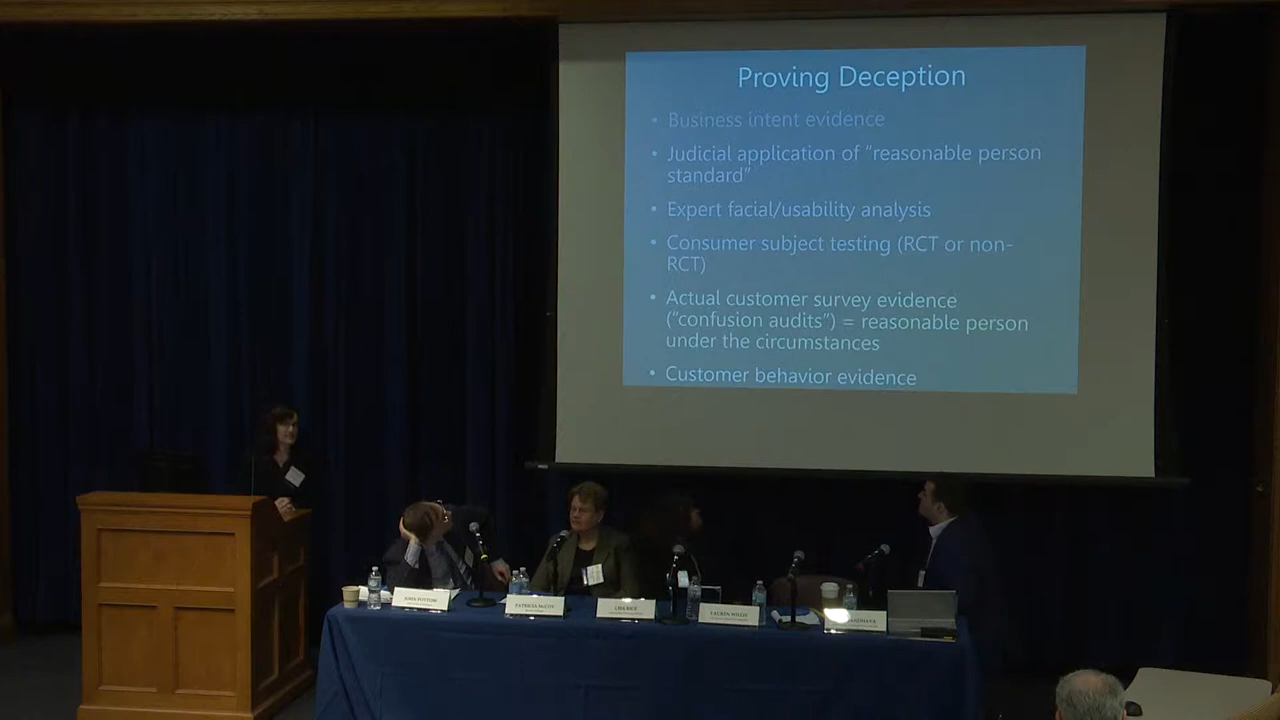 Proving Deception
• Business intent evidence
• Judicial application of "reasonable person
standard"
• Expert facial/usability analysis
• Consumer subject testing (RCT or non-
RCT)
• Actual customer survey evidence
("confusion audits") = reasonable person
under the circumstances
• Customer behavior evidence
JOHN POTTOW
PATRICIA McCOY
LISA RICE
LAUREN WILLIS